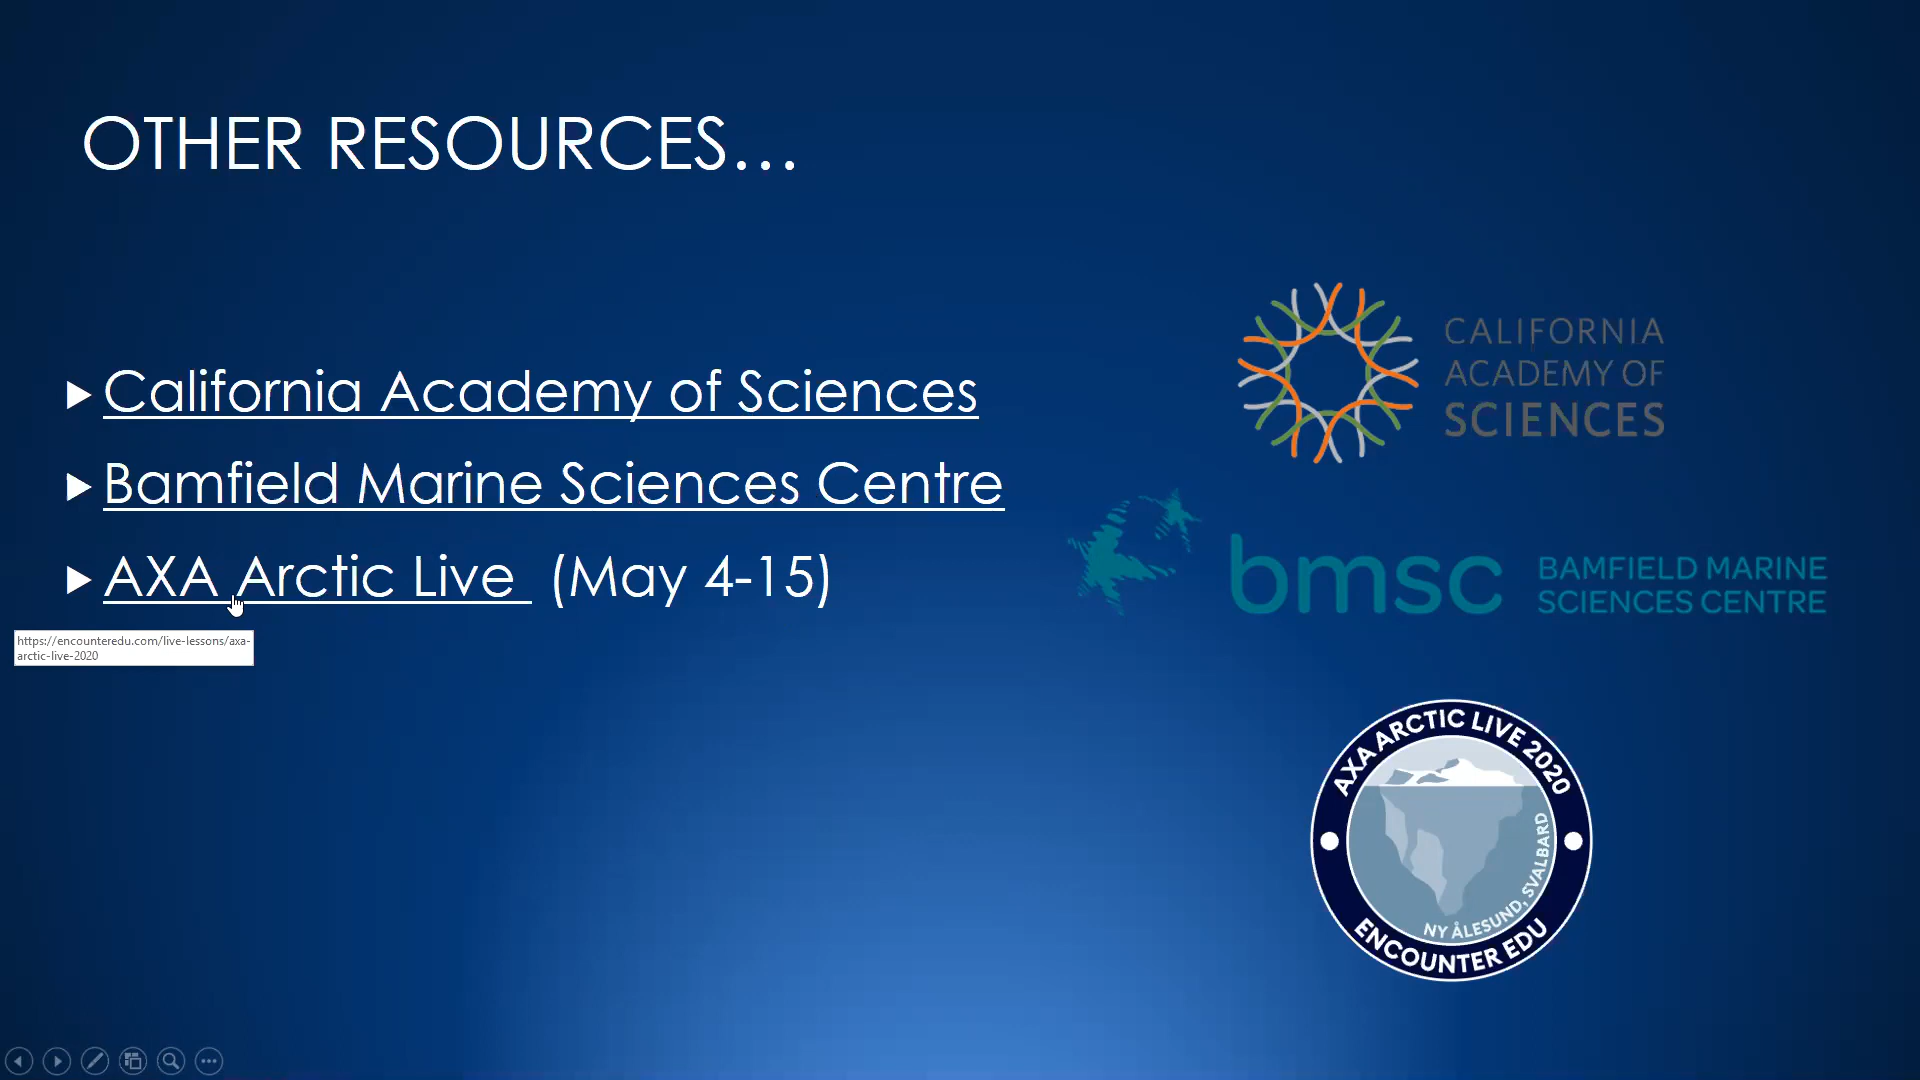 OTHER RESOURCES...
California Academy of Sciences
Bamfield Marine Sciences Centre
AXA Arctic Live (May 4-15)
https://encounteredu.com/live-lessons/axa-
arctic-live-2020
CALIFORNIA
ACADEMY OF
SCIENCES
bmsc
BAMFIELD MARINE
SCIENCES CENTRE
AXA ARCTIC LIVE 2020
NY ÅLESUND, SVALBARD
ENCOUNTER EDU